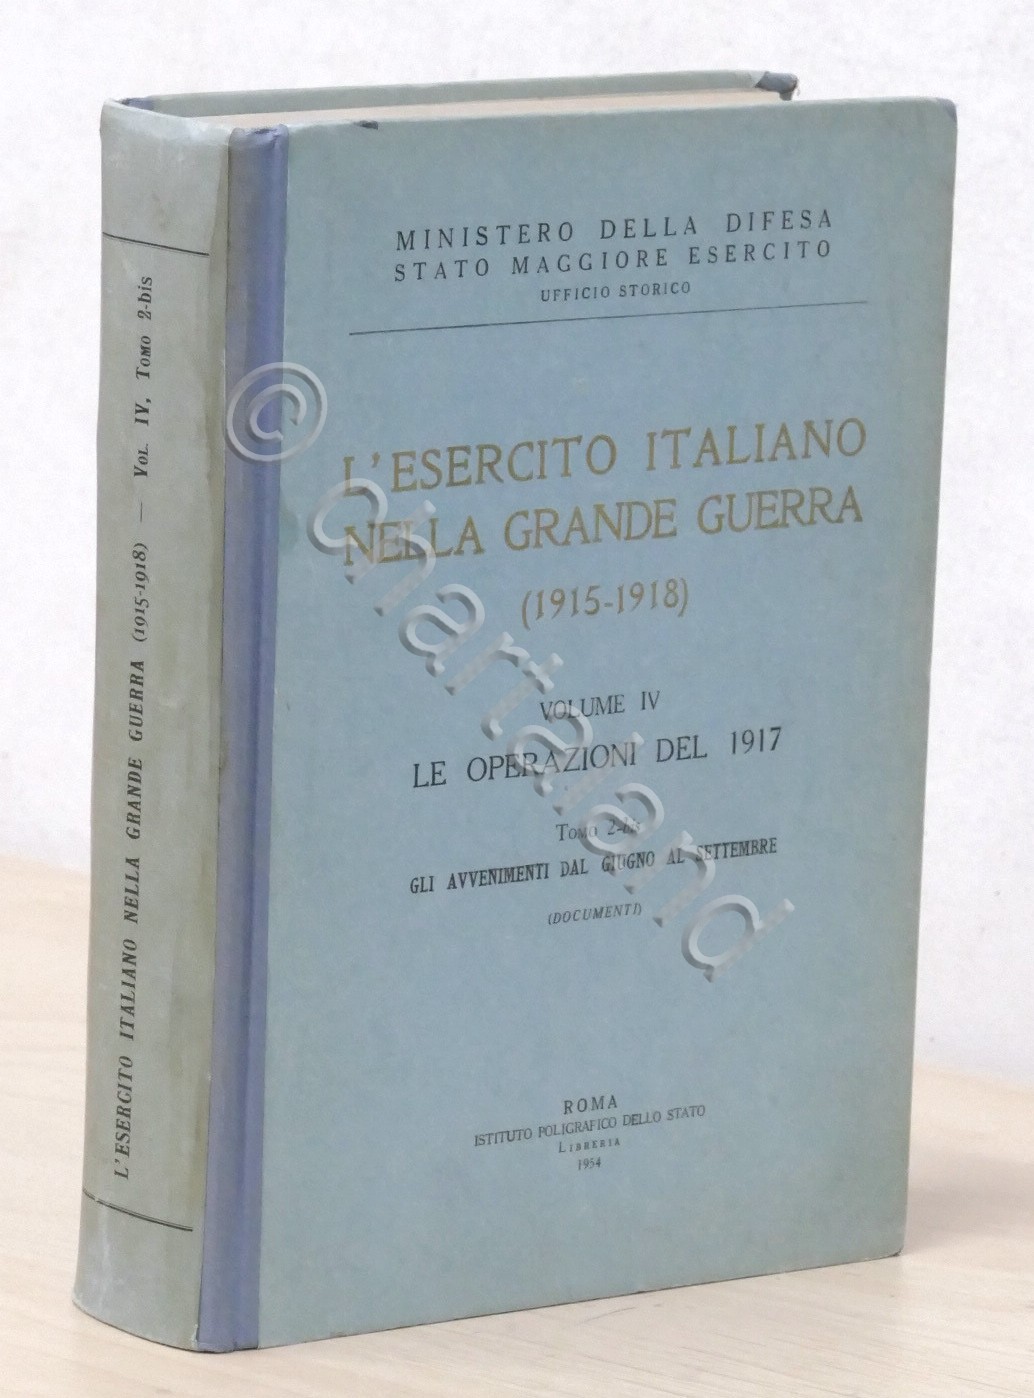 L'ESERCITO ITALIANO NELLA GRANDE GUERRA (1915-1918) — VOL. IV, TOMO 2-bis
MINISTERO DELLA DIFESA
STATO MAGGIORE ESERCITO
UFFICIO STORICO
L'ESERCITO ITALIANO
NELLA GRANDE GUERRA
(1915-1918)
VOLUME IV
LE OPERAZIONI DEL 1917
TOMO 2-bis
GLI AVVENIMENTI DAL GIUGNO AL SETTEMBRE
(DOCUMENTI)
ROMA
ISTITUTO POLIGRAFICO DELLO STATO
LIBRERIA
1954
© chartaland